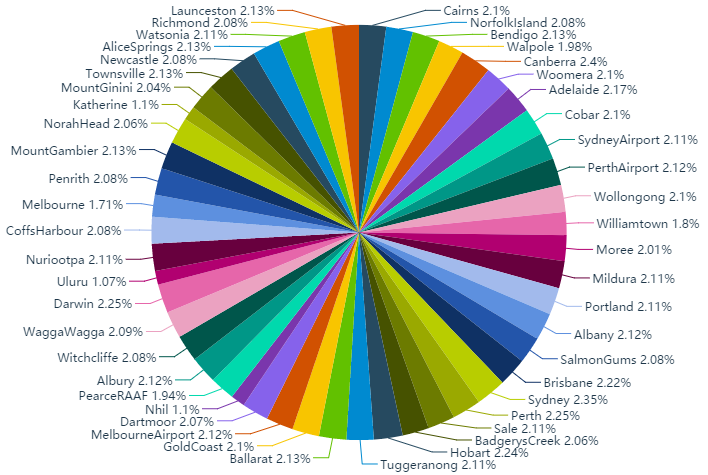 Launceston 2.13%
Cairns 2.1%
Richmond 2.08%
NorfolkIsland 2.08%
Watsonia 2.11%
Bendigo 2.13%
AliceSprings 2.13%
Walpole 1.98%
Newcastle 2.08%
Canberra 2.4%
Townsville 2.13%
Woomera 2.1%
MountGinini 2.04%
Adelaide 2.17%
Katherine 1.1%
Cobar 2.1%
NorahHead 2.06%
SydneyAirport 2.11%
MountGambier 2.13%
PerthAirport 2.12%
Penrith 2.08%
Wollongong 2.1%
Melbourne 1.71%
Williamtown 1.8%
CoffsHarbour 2.08%
Moree 2.01%
Nuriootpa 2.11%
Mildura 2.11%
Uluru 1.07%
Darwin 2.25%
Portland 2.11%
WaggaWagga 2.09%
Albany 2.12%
Witchcliffe 2.08%
SalmonGums 2.08%
Albury 2.12%
Brisbane 2.22%
PearceRAAF 1.94%
Sydney 2.35%
Nhil 1.1%
Perth 2.25%
Dartmoor 2.07%
Sale 2.11%
MelbourneAirport 2.12%
BadgerysCreek 2.06%
GoldCoast 2.1%
Hobart 2.24%
Ballarat 2.13%
Tuggeranong 2.11%